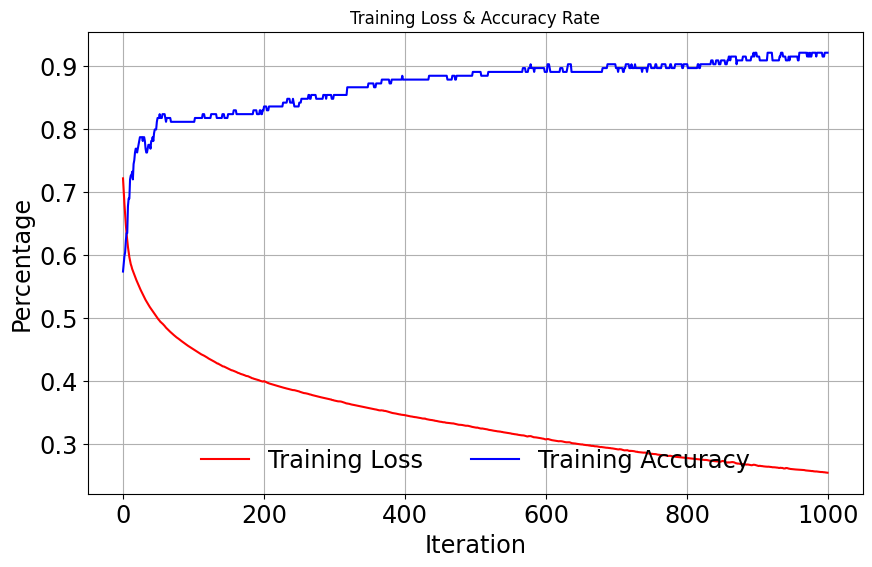 Training Loss & Accuracy Rate
0.9
0.8
0.7
0.6
0.5
0.4
0.3
Percentage
Training Loss Training Accuracy
0 200 400 600 800 1000
Iteration